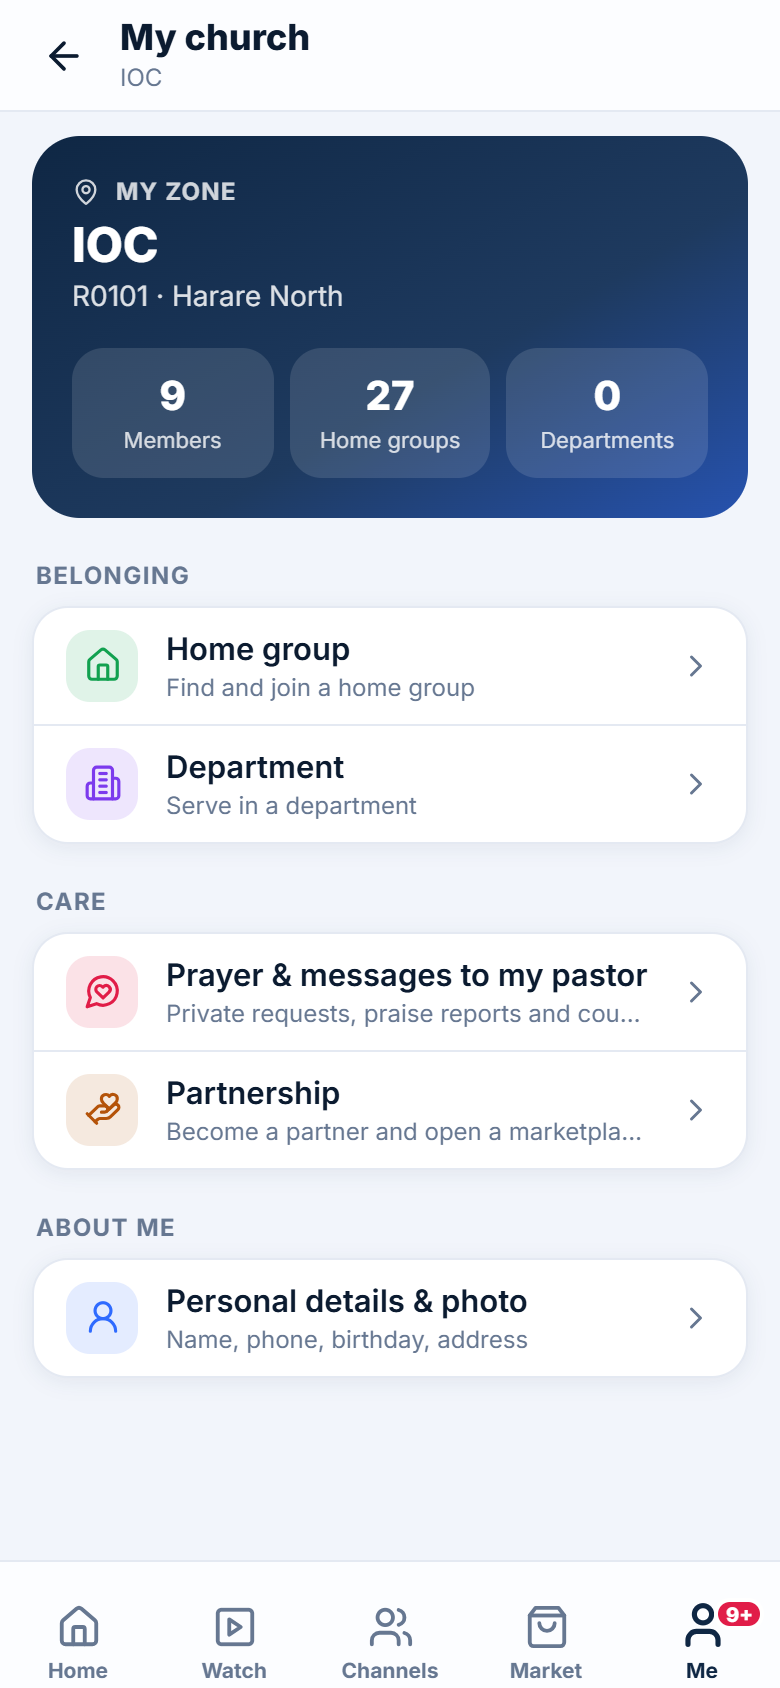 My church
IOC
MY ZONE
IOC
R0101 · Harare North
9
Members
27
Home groups
0
Departments
BELONGING
Home group
Find and join a home group
Department
Serve in a department
CARE
Prayer & messages to my pastor
Private requests, praise reports and cou...
Partnership
Become a partner and open a marketpla...
ABOUT ME
Personal details & photo
Name, phone, birthday, address
9+
Home
Watch
Channels
Market
Me